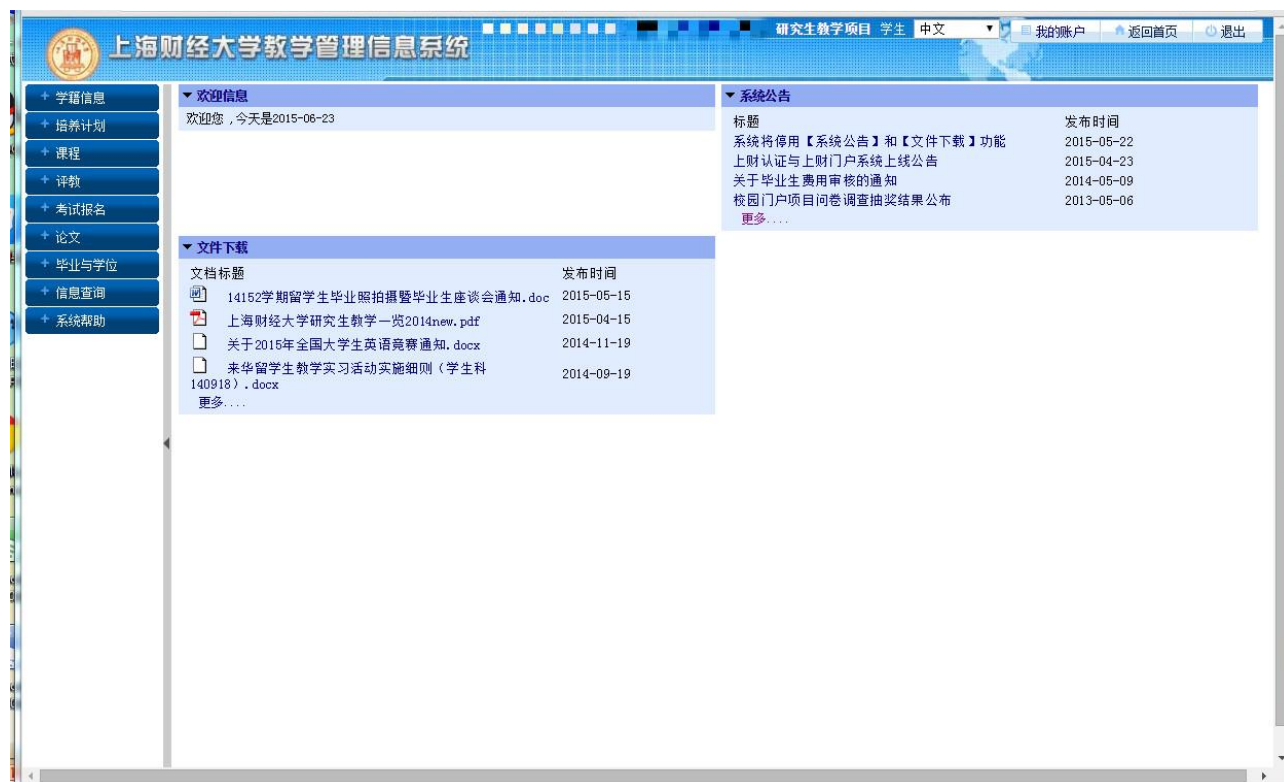 上海财经大学教学管理信息系统
研究生教学项目 学生 中文 我的账户 返回首页 退出
学籍信息
培养计划
课程
评教
考试报名
论文
毕业与学位
信息查询
系统帮助
欢迎信息
欢迎您 ,今天是2015-06-23
系统公告
标题 发布时间
系统将停用【系统公告】和【文件下载】功能 2015-05-22
上财认证与上财门户系统上线公告 2015-04-23
关于毕业生费用审核的通知 2014-05-09
校园门户项目问卷调查抽奖结果公布 2013-05-06
更多....
文件下载
文档标题 发布时间
14152学期留学生毕业照拍摄暨毕业生座谈会通知.doc 2015-05-15
上海财经大学研究生教学一览2014new.pdf 2015-04-15
关于2015年全国大学生英语竞赛通知.docx 2014-11-19
来华留学生教学实习活动实施细则（学生科 2014-09-19
140918）.docx
更多....